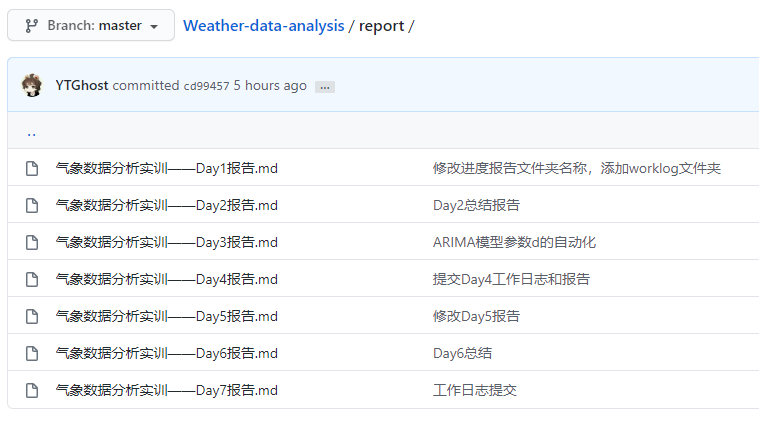 Branch: master
Weather-data-analysis / report /
YTGhost committed cd99457 5 hours ago ...
..
气象数据分析实训——Day1报告.md 修改进度报告文件夹名称，添加worklog文件夹
气象数据分析实训——Day2报告.md Day2总结报告
气象数据分析实训——Day3报告.md ARIMA模型参数d的自动化
气象数据分析实训——Day4报告.md 提交Day4工作日志和报告
气象数据分析实训——Day5报告.md 修改Day5报告
气象数据分析实训——Day6报告.md Day6总结
气象数据分析实训——Day7报告.md 工作日志提交